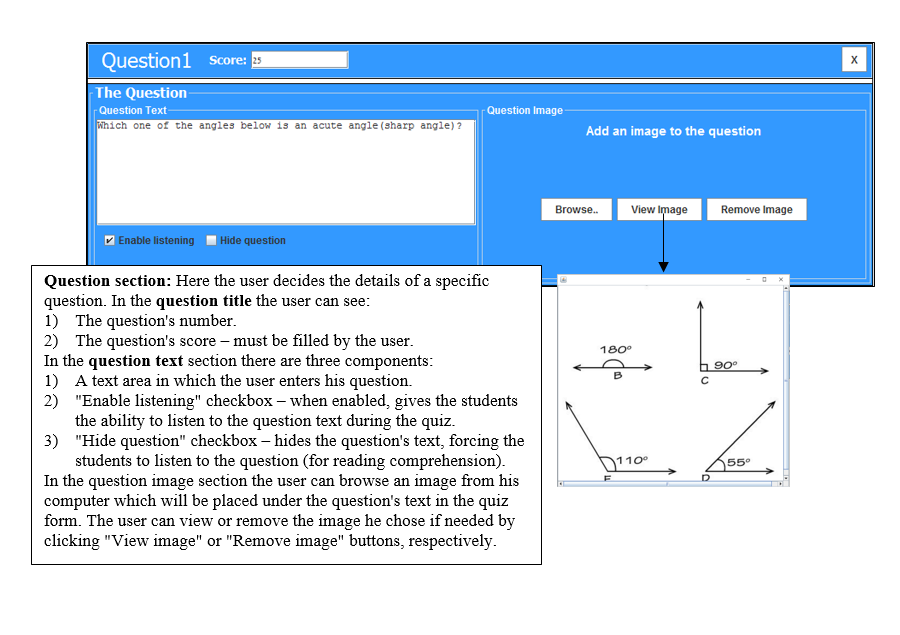 Question1 Score: 25 X
The Question
Question Text
Which one of the angles below is an acute angle(sharp angle)?
Enable listening Hide question
Question Image
Add an image to the question
Browse.. View Image Remove Image
Question section: Here the user decides the details of a specific
question. In the question title the user can see:
1) The question's number.
2) The question's score – must be filled by the user.
In the question text section there are three components:
1) A text area in which the user enters his question.
2) "Enable listening" checkbox – when enabled, gives the students
the ability to listen to the question text during the quiz.
3) "Hide question" checkbox – hides the question's text, forcing the
students to listen to the question (for reading comprehension).
In the question image section the user can browse an image from his
computer which will be placed under the question's text in the quiz
form. The user can view or remove the image he chose if needed by
clicking "View image" or "Remove image" buttons, respectively.
180°
B
90°
C
110°
55°
D